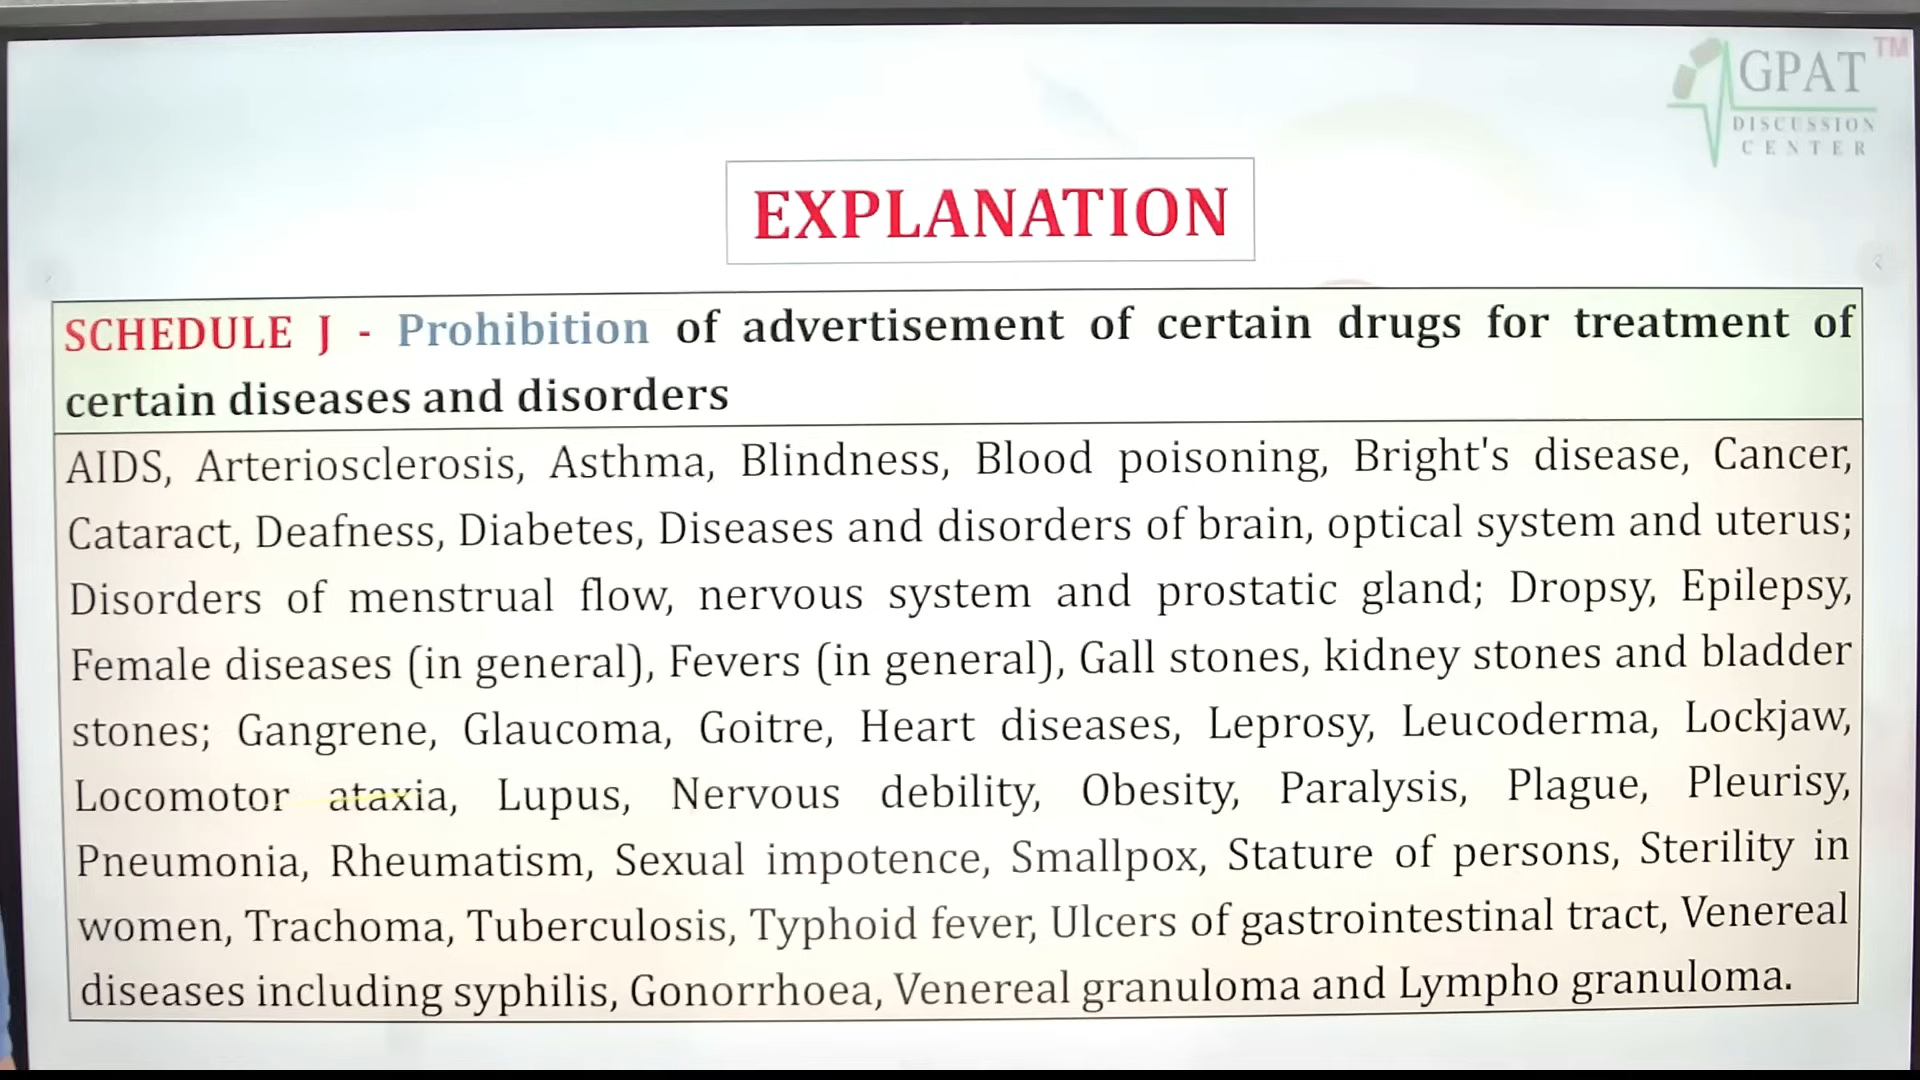 GPAT TM
DISCUSSION
CENTER
EXPLANATION
SCHEDULE J - Prohibition of advertisement of certain drugs for treatment of
certain diseases and disorders
AIDS, Arteriosclerosis, Asthma, Blindness, Blood poisoning, Bright's disease, Cancer,
Cataract, Deafness, Diabetes, Diseases and disorders of brain, optical system and uterus;
Disorders of menstrual flow, nervous system and prostatic gland; Dropsy, Epilepsy,
Female diseases (in general), Fevers (in general), Gall stones, kidney stones and bladder
stones; Gangrene, Glaucoma, Goitre, Heart diseases, Leprosy, Leucoderma, Lockjaw,
Locomotor ataxia, Lupus, Nervous debility, Obesity, Paralysis, Plague, Pleurisy,
Pneumonia, Rheumatism, Sexual impotence, Smallpox, Stature of persons, Sterility in
women, Trachoma, Tuberculosis, Typhoid fever, Ulcers of gastrointestinal tract, Venereal
diseases including syphilis, Gonorrhoea, Venereal granuloma and Lympho granuloma.